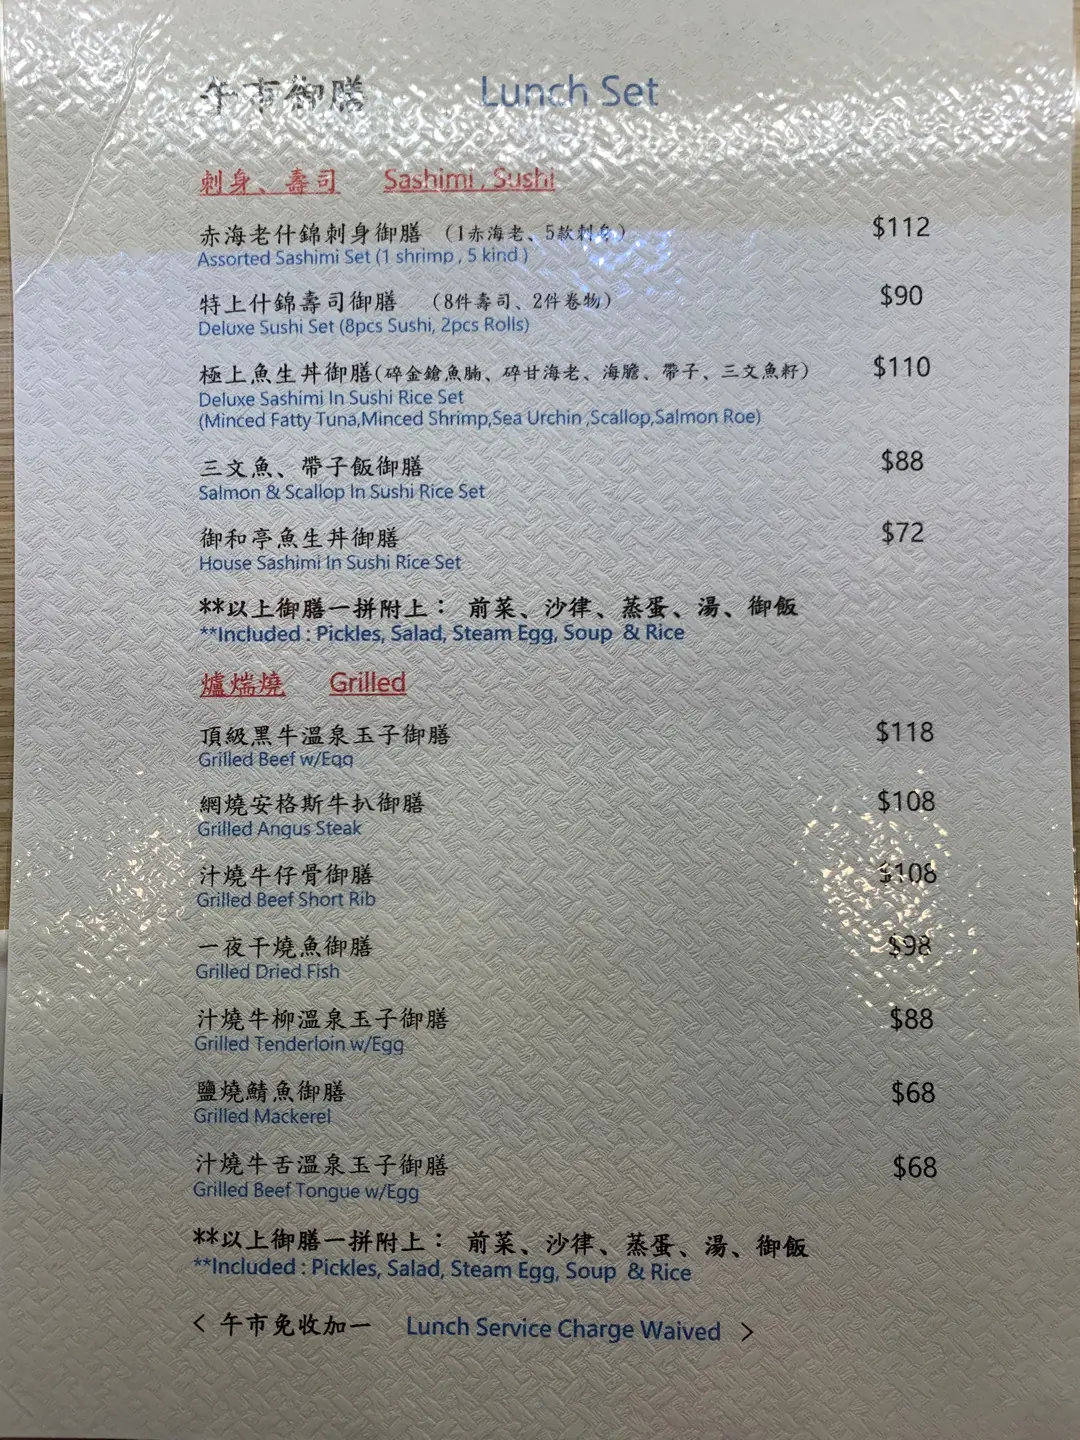 午市御膳 Lunch Set
刺身、壽司 Sashimi , Sushi
赤海老什錦刺身御膳 （1赤海老、5款刺身） $112
Assorted Sashimi Set (1 shrimp , 5 kind )
特上什錦壽司御膳 （8件壽司、2件卷物） $90
Deluxe Sushi Set (8pcs Sushi, 2pcs Rolls)
極上魚生丼御膳(碎金鎗魚腩、碎甘海老、海膽、帶子、三文魚籽） $110
Deluxe Sashimi In Sushi Rice Set
(Minced Fatty Tuna,Minced Shrimp,Sea Urchin ,Scallop,Salmon Roe)
三文魚、帶子飯御膳 $88
Salmon & Scallop In Sushi Rice Set
御和亭魚生丼御膳 $72
House Sashimi In Sushi Rice Set
**以上御膳一拼附上： 前菜、沙律、蒸蛋、湯、御飯
**Included : Pickles, Salad, Steam Egg, Soup & Rice
爐端燒 Grilled
頂級黑牛溫泉玉子御膳 $118
Grilled Beef w/Egg
網燒安格斯牛扒御膳 $108
Grilled Angus Steak
汁燒牛仔骨御膳 $108
Grilled Beef Short Rib
一夜干燒魚御膳 $98
Grilled Dried Fish
汁燒牛柳溫泉玉子御膳 $88
Grilled Tenderloin w/Egg
鹽燒鯖魚御膳 $68
Grilled Mackerel
汁燒牛舌溫泉玉子御膳 $68
Grilled Beef Tongue w/Egg
**以上御膳一拼附上： 前菜、沙律、蒸蛋、湯、御飯
**Included : Pickles, Salad, Steam Egg, Soup & Rice
< 午市免收加一 Lunch Service Charge Waived >